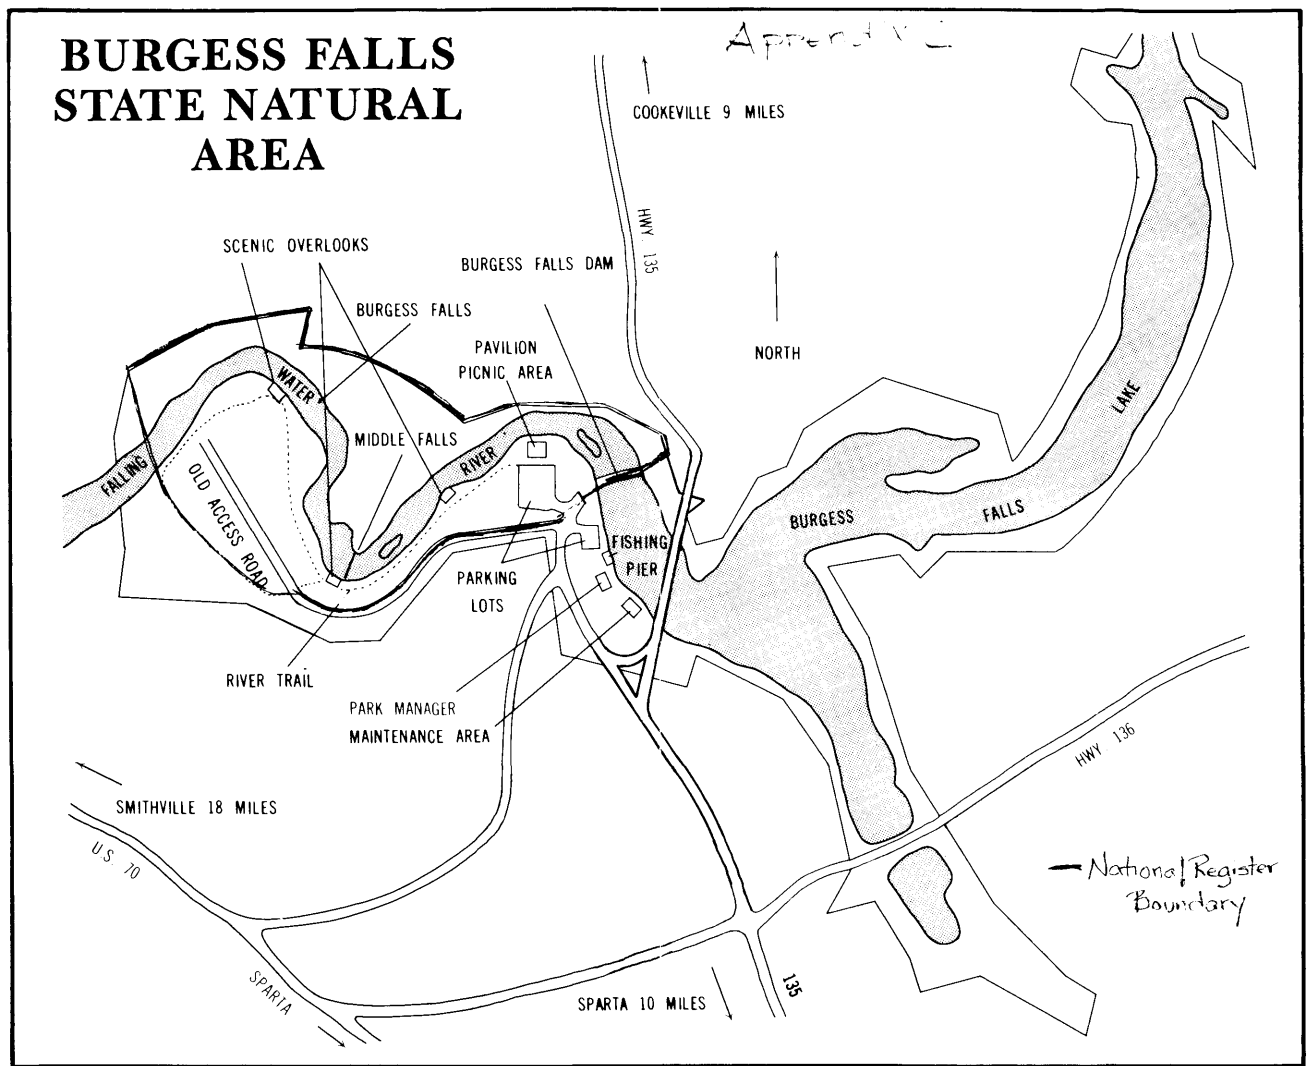 BURGESS FALLS
STATE NATURAL
AREA
COOKEVILLE 9 MILES
HWY. 135
SCENIC OVERLOOKS
BURGESS FALLS DAM
BURGESS FALLS
PAVILION
PICNIC AREA
NORTH
WATER
MIDDLE FALLS
RIVER
LAKE
FALLING
OLD ACCESS ROAD
BURGESS
FALLS
FISHING
PIER
PARKING
LOTS
RIVER TRAIL
PARK MANAGER
MAINTENANCE AREA
HWY. 136
SMITHVILLE 18 MILES
U.S. 70
National Register
Boundary
SPARTA
SPARTA 10 MILES
135